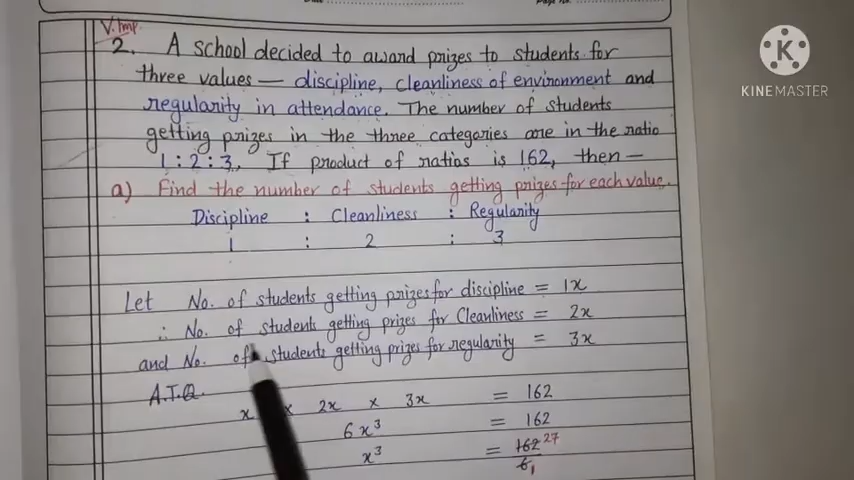 V. Imp
2. A school decided to award prizes to students for
three values — discipline, cleanliness of environment and
regularity in attendance. The number of students
getting prizes in the three categories are in the ratio
1 : 2 : 3. If product of ratios is 162, then —
a) Find the number of students getting prizes for each value.
Discipline : Cleanliness : Regularity
1 : 2 : 3
Let No. of students getting prizes for discipline = 1x
∴ No. of students getting prizes for Cleanliness = 2x
and No. of students getting prizes for regularity = 3x
A.T.Q.
x × 2x × 3x = 162
6x³ = 162
x³ = 162 27
6 1
K
KINEMASTER